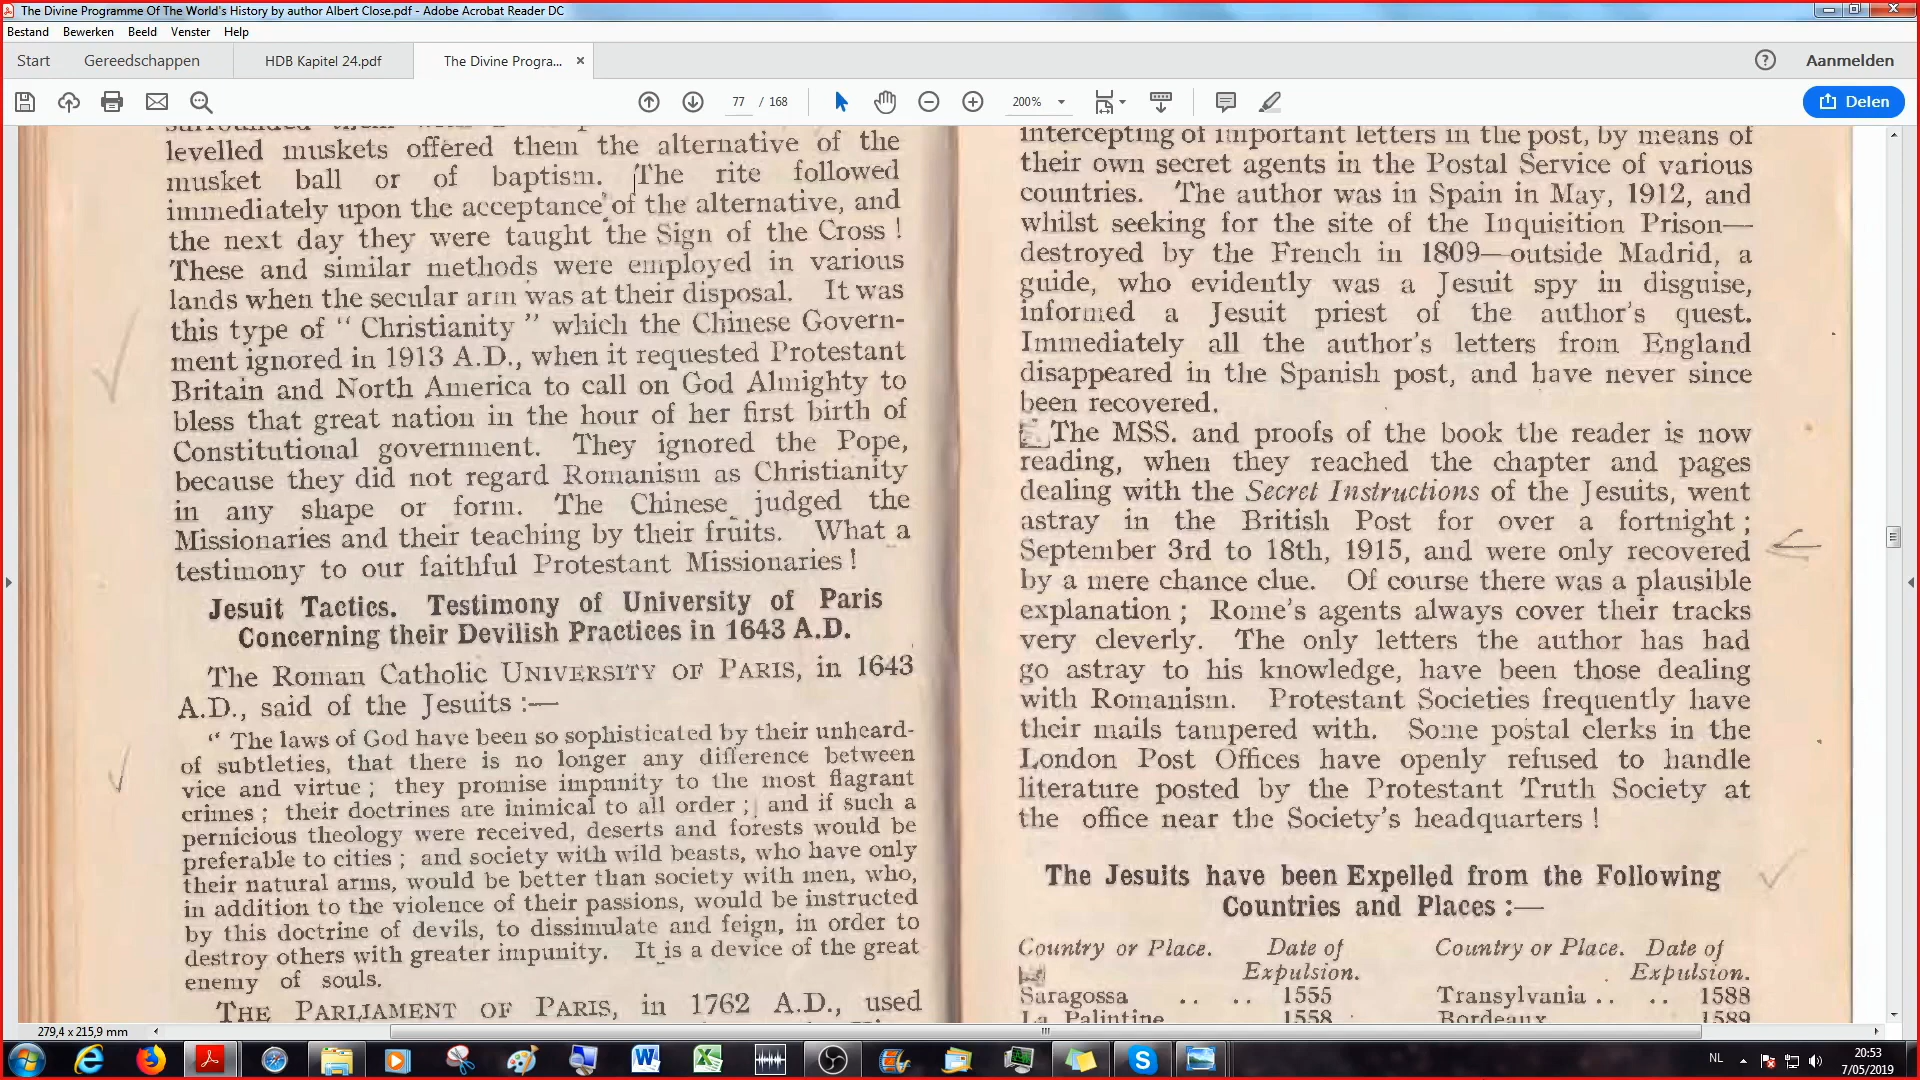 The Divine Programme Of The World's History by author Albert Close.pdf - Adobe Acrobat Reader DC
Bestand Bewerken Beeld Venster Help
Start Gereedschappen HDB Kapitel 24.pdf The Divine Progra... × Aanmelden
77 / 168 200% Delen
levelled muskets offered them the alternative of the
musket ball or of baptism. The rite followed
immediately upon the acceptance of the alternative, and
the next day they were taught the Sign of the Cross !
These and similar methods were employed in various
lands when the secular arm was at their disposal. It was
this type of " Christianity " which the Chinese Govern-
ment ignored in 1913 A.D., when it requested Protestant
Britain and North America to call on God Almighty to
bless that great nation in the hour of her first birth of
Constitutional government. They ignored the Pope,
because they did not regard Romanism as Christianity
in any shape or form. The Chinese judged the
Missionaries and their teaching by their fruits. What a
testimony to our faithful Protestant Missionaries !
Jesuit Tactics. Testimony of University of Paris
Concerning their Devilish Practices in 1643 A.D.
The Roman Catholic UNIVERSITY OF PARIS, in 1643
A.D., said of the Jesuits :—
" The laws of God have been so sophisticated by their unheard-
of subtleties, that there is no longer any difference between
vice and virtue ; they promise impunity to the most flagrant
crimes ; their doctrines are inimical to all order ; and if such a
pernicious theology were received, deserts and forests would be
preferable to cities ; and society with wild beasts, who have only
their natural arms, would be better than society with men, who,
in addition to the violence of their passions, would be instructed
by this doctrine of devils, to dissimulate and feign, in order to
destroy others with greater impunity. It is a device of the great
enemy of souls.
THE PARLIAMENT OF PARIS, in 1762 A.D., used
intercepting of important letters in the post, by means of
their own secret agents in the Postal Service of various
countries. The author was in Spain in May, 1912, and
whilst seeking for the site of the Inquisition Prison—
destroyed by the French in 1809—outside Madrid, a
guide, who evidently was a Jesuit spy in disguise,
informed a Jesuit priest of the author's quest.
Immediately all the author's letters from England
disappeared in the Spanish post, and have never since
been recovered.
The MSS. and proofs of the book the reader is now
reading, when they reached the chapter and pages
dealing with the Secret Instructions of the Jesuits, went
astray in the British Post for over a fortnight ;
September 3rd to 18th, 1915, and were only recovered
by a mere chance clue. Of course there was a plausible
explanation ; Rome's agents always cover their tracks
very cleverly. The only letters the author has had
go astray to his knowledge, have been those dealing
with Romanism. Protestant Societies frequently have
their mails tampered with. Some postal clerks in the
London Post Offices have openly refused to handle
literature posted by the Protestant Truth Society at
the office near the Society's headquarters !
The Jesuits have been Expelled from the Following
Countries and Places :—
Country or Place. Date of Country or Place. Date of
Expulsion. Expulsion.
Saragossa .. .. 1555 Transylvania .. .. 1588
La Palintine 1558 Bordeaux 1589
279,4 x 215,9 mm
NL 20:53
7/05/2019